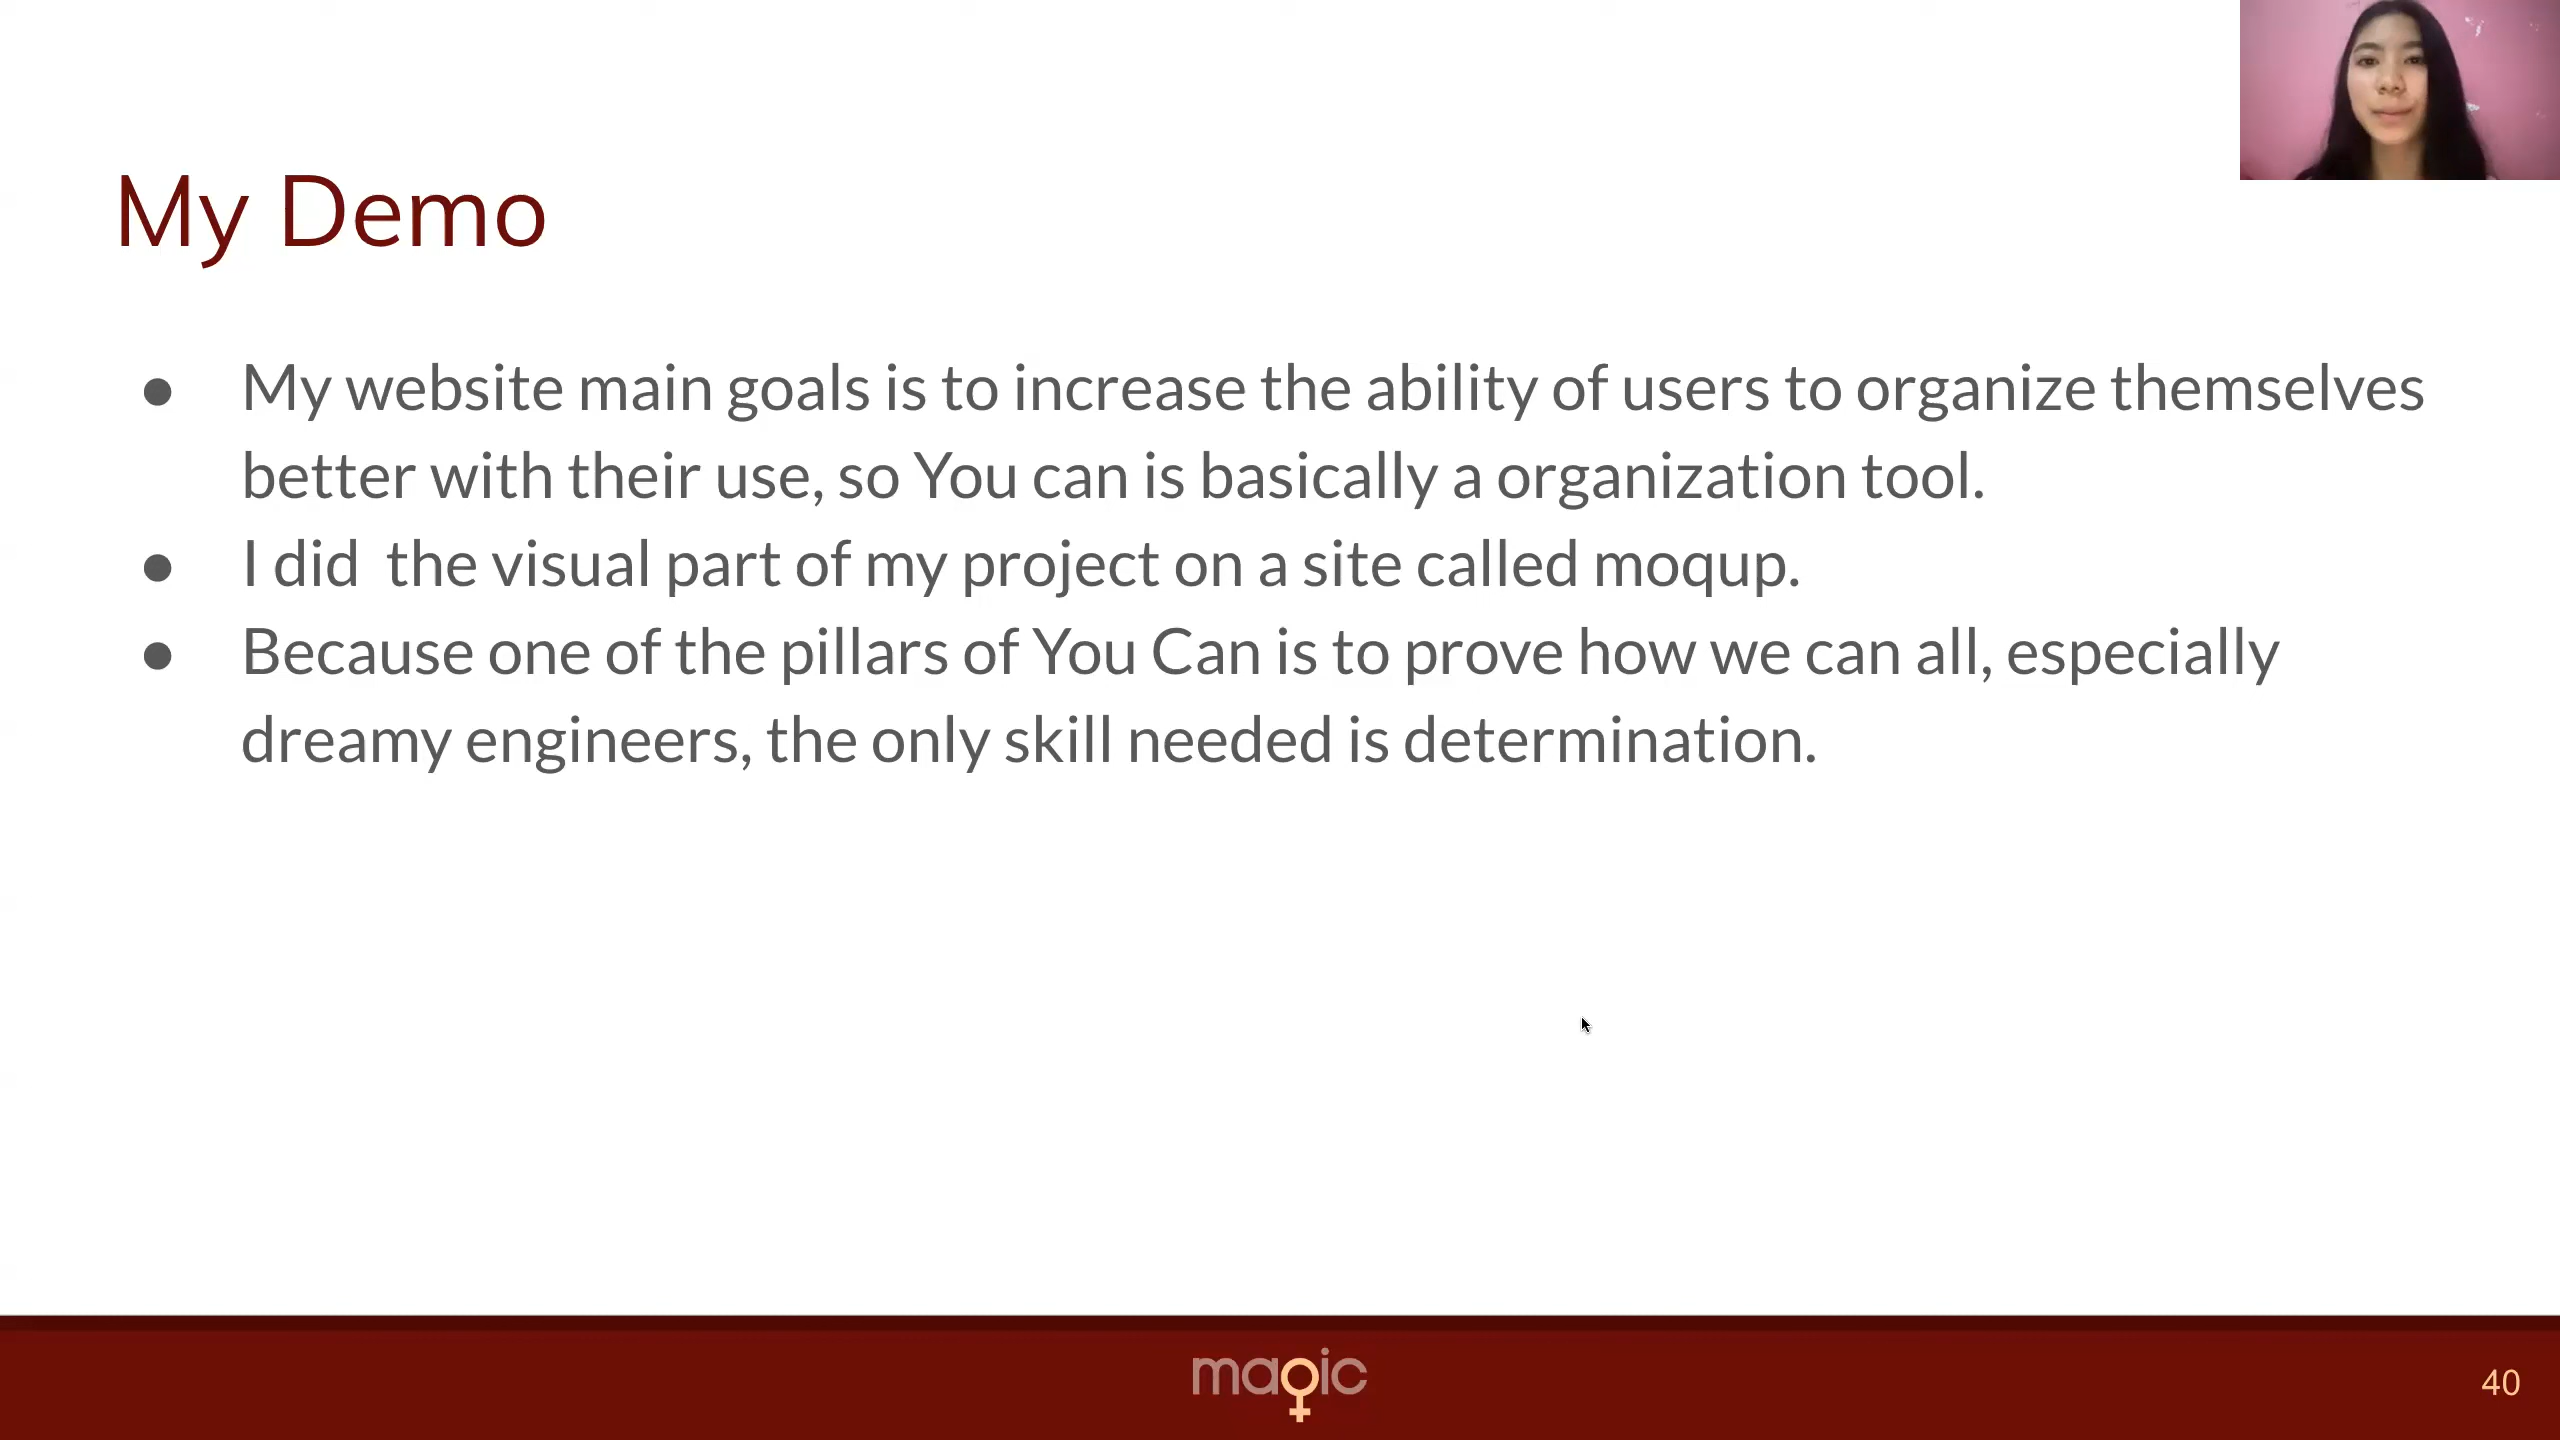 My Demo
● My website main goals is to increase the ability of users to organize themselves
better with their use, so You can is basically a organization tool.
● I did  the visual part of my project on a site called moqup.
● Because one of the pillars of You Can is to prove how we can all, especially
dreamy engineers, the only skill needed is determination.
magic
40